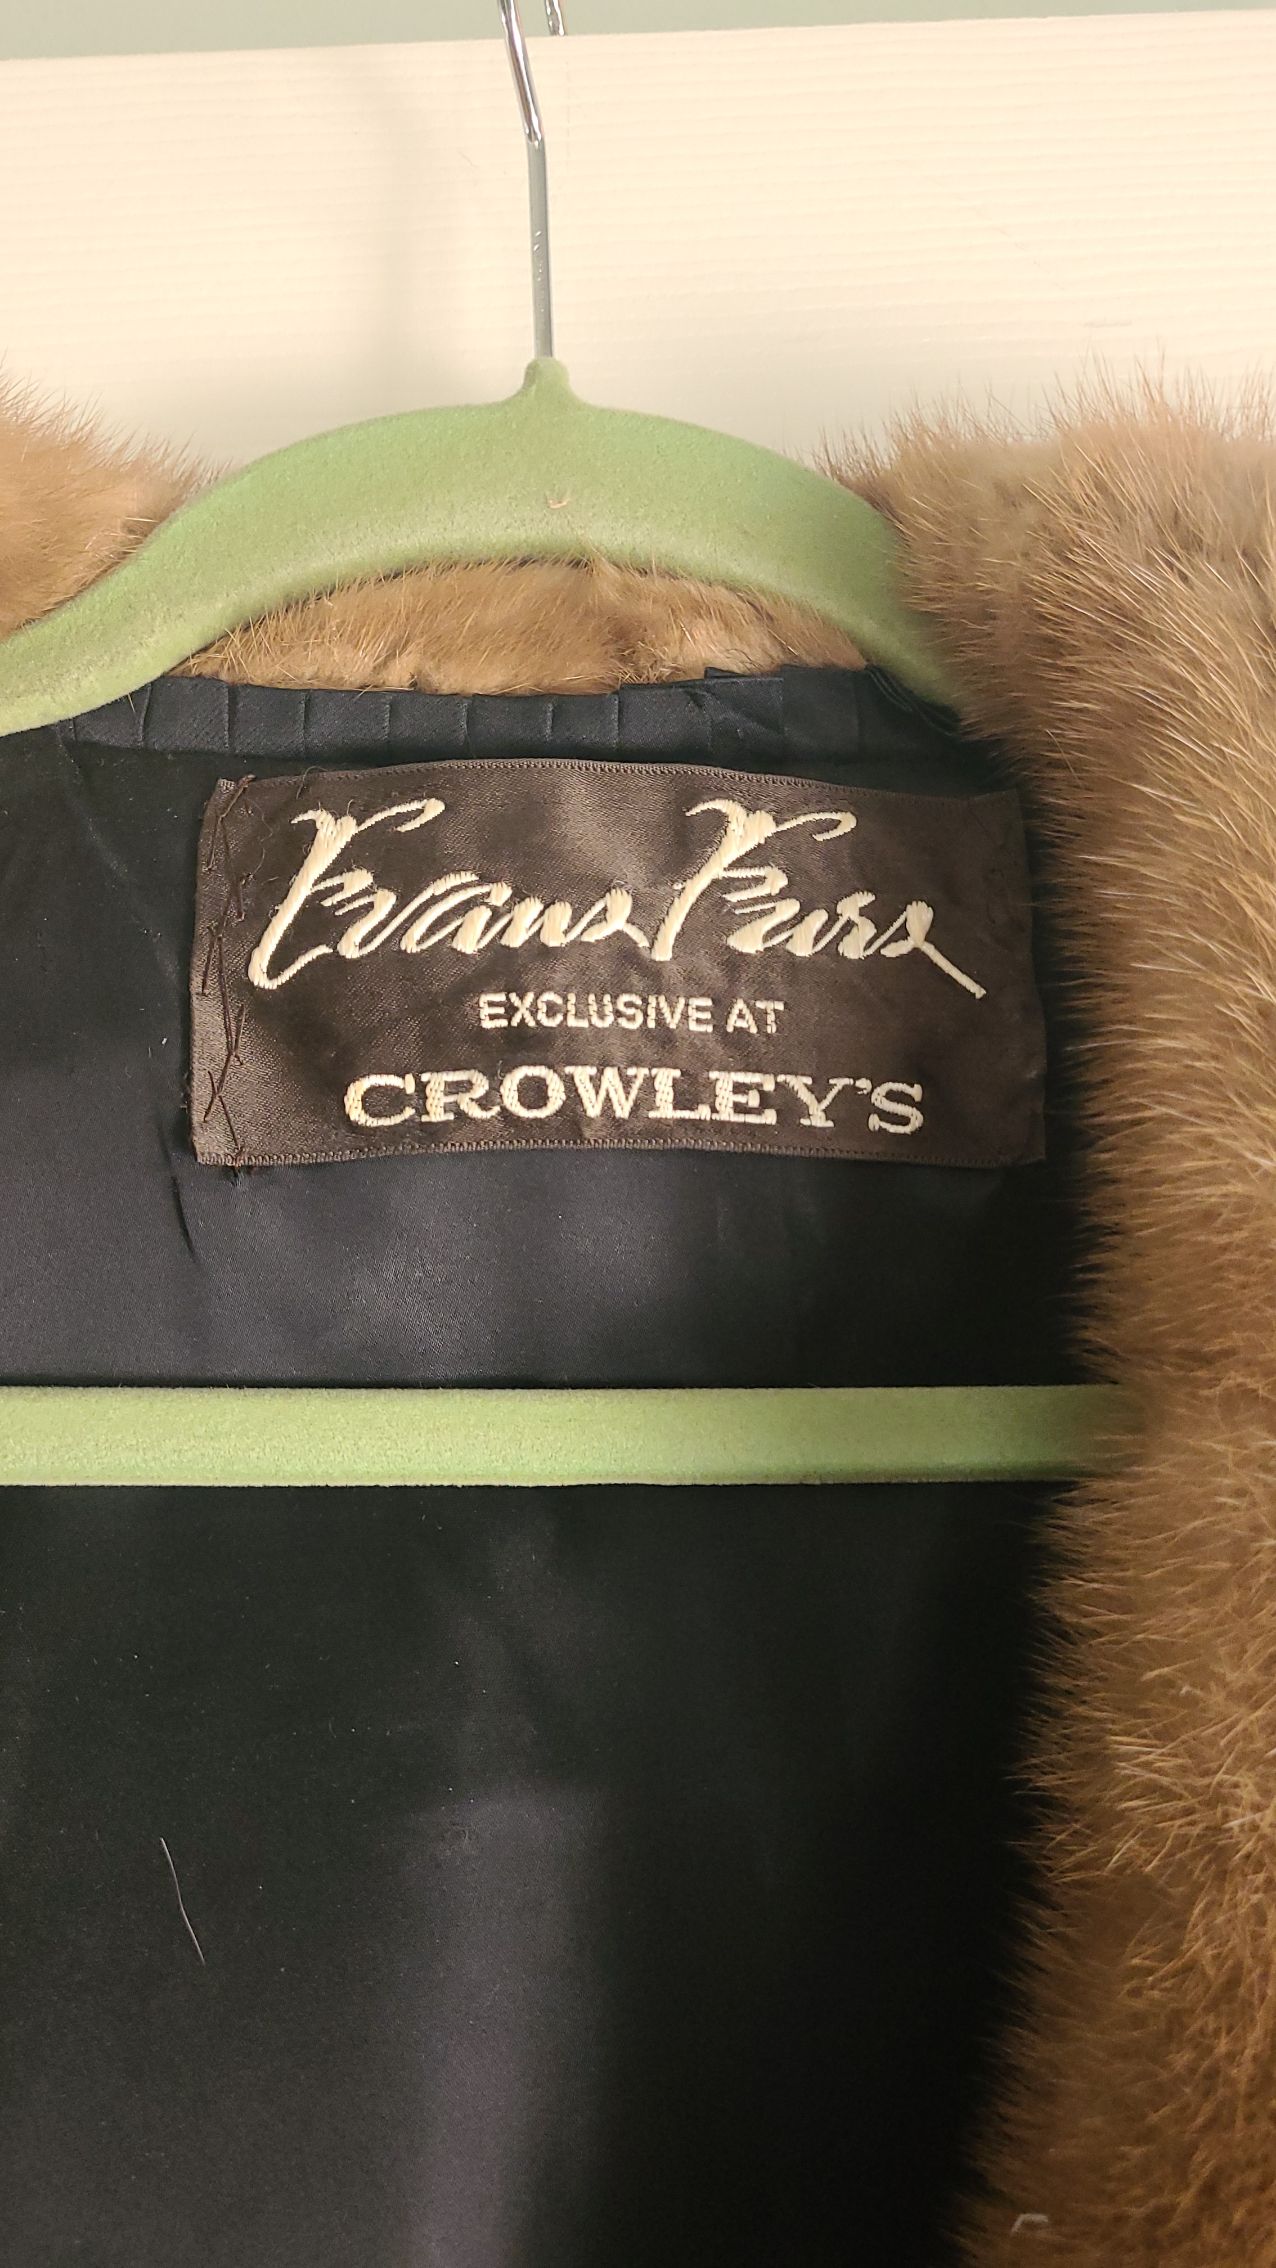 Evans Furs
EXCLUSIVE AT
CROWLEY'S